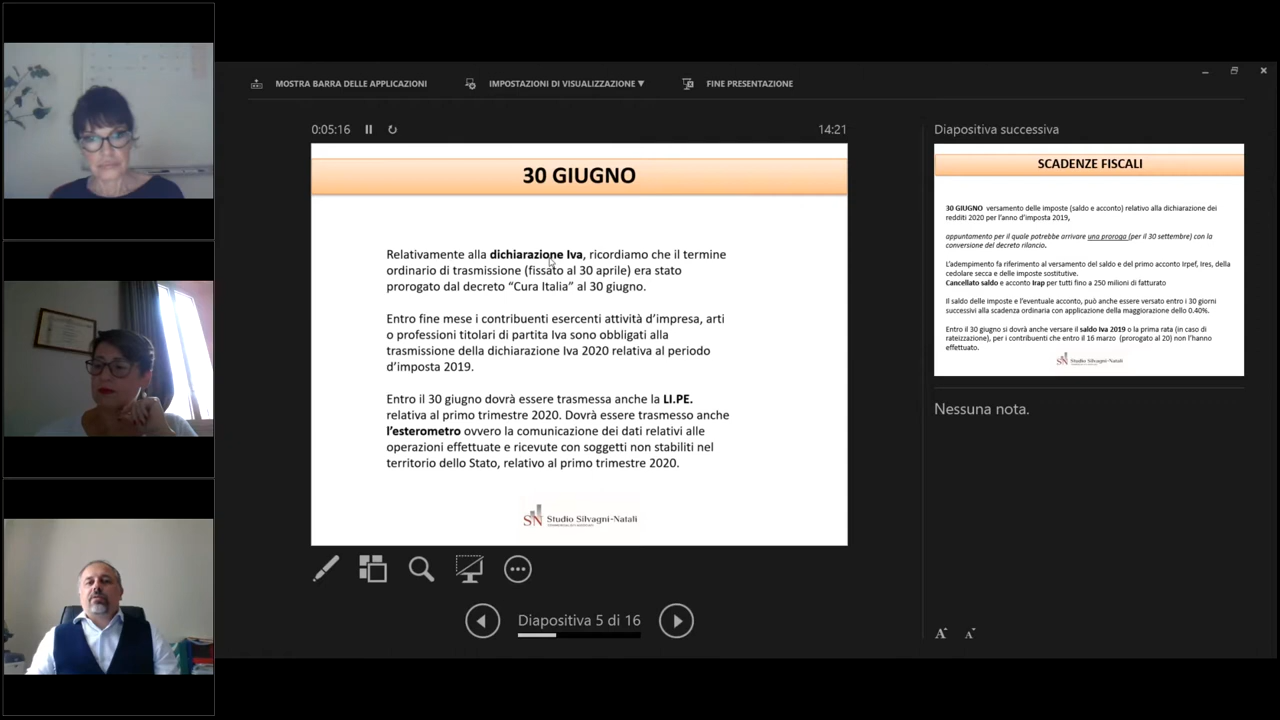 MOSTRA BARRA DELLE APPLICAZIONI
IMPOSTAZIONI DI VISUALIZZAZIONE ▼
FINE PRESENTAZIONE
0:05:16
14:21
30 GIUGNO
Relativamente alla dichiarazione Iva, ricordiamo che il termine
ordinario di trasmissione (fissato al 30 aprile) era stato
prorogato dal decreto “Cura Italia” al 30 giugno.
Entro fine mese i contribuenti esercenti attività d’impresa, arti
o professioni titolari di partita Iva sono obbligati alla
trasmissione della dichiarazione Iva 2020 relativa al periodo
d’imposta 2019.
Entro il 30 giugno dovrà essere trasmessa anche la LI.PE.
relativa al primo trimestre 2020. Dovrà essere trasmesso anche
l’esterometro ovvero la comunicazione dei dati relativi alle
operazioni effettuate e ricevute con soggetti non stabiliti nel
territorio dello Stato, relativo al primo trimestre 2020.
SN Studio Silvagni-Natali
Diapositiva 5 di 16
Diapositiva successiva
SCADENZE FISCALI
30 GIUGNO versamento delle imposte (saldo e acconto) relativo alla dichiarazione dei
redditi 2020 per l’anno d’imposta 2019,
appuntamento per il quale potrebbe arrivare una proroga (per il 30 settembre) con la
conversione del decreto rilancio.
L’adempimento fa riferimento al versamento del saldo e del primo acconto Irpef, Ires, della
cedolare secca e delle imposte sostitutive.
Cancellato saldo e acconto Irap per tutti fino a 250 milioni di fatturato
Il saldo delle imposte e l’eventuale acconto, può anche essere versato entro i 30 giorni
successivi alla scadenza ordinaria con applicazione della maggiorazione dello 0.40%.
Entro il 30 giugno si dovrà anche versare il saldo Iva 2019 o la prima rata (in caso di
rateizzazione), per i contribuenti che entro il 16 marzo (prorogato al 20) non l’hanno
effettuato.
SN Studio Silvagni-Natali
Nessuna nota.
A A